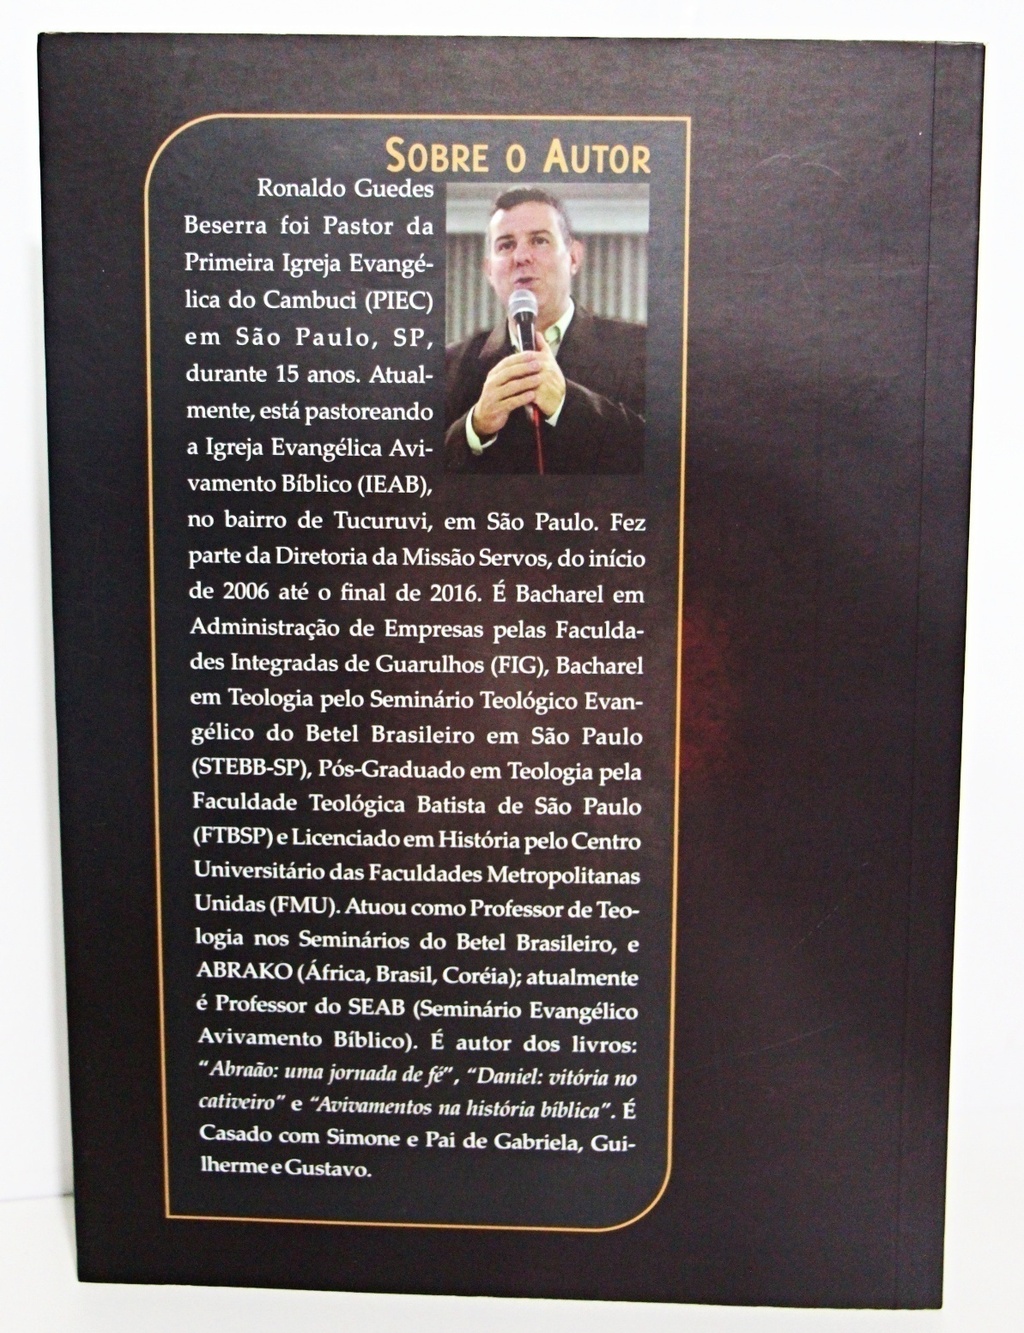 SOBRE O AUTOR
Ronaldo Guedes
Beserra foi Pastor da
Primeira Igreja Evangé-
lica do Cambuci (PIEC)
em São Paulo, SP,
durante 15 anos. Atual-
mente, está pastoreando
a Igreja Evangélica Avi-
vamento Bíblico (IEAB),
no bairro de Tucuruvi, em São Paulo. Fez
parte da Diretoria da Missão Servos, do início
de 2006 até o final de 2016. É Bacharel em
Administração de Empresas pelas Faculda-
des Integradas de Guarulhos (FIG), Bacharel
em Teologia pelo Seminário Teológico Evan-
gélico do Betel Brasileiro em São Paulo
(STEBB-SP), Pós-Graduado em Teologia pela
Faculdade Teológica Batista de São Paulo
(FTBSP) e Licenciado em História pelo Centro
Universitário das Faculdades Metropolitanas
Unidas (FMU). Atuou como Professor de Teo-
logia nos Seminários do Betel Brasileiro, e
ABRAKO (África, Brasil, Coréia); atualmente
é Professor do SEAB (Seminário Evangélico
Avivamento Bíblico). É autor dos livros:
"Abraão: uma jornada de fé", "Daniel: vitória no
cativeiro" e "Avivamentos na história bíblica". É
Casado com Simone e Pai de Gabriela, Gui-
lherme e Gustavo.